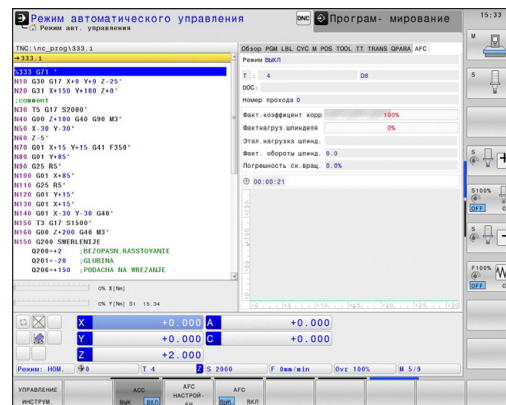 Режим автоматического управления
Режим авт. управления
DNC
Програм- мирование
15:33
TNC:\nc_prog\333.i
→333.i
%333 G71 *
N10 G30 G17 X+0 Y+0 Z-25*
N20 G31 X+150 Y+100 Z+0*
;comment
N30 T5 G17 S2000*
N40 G00 Z+100 G40 G90 M3*
N50 X-30 Y-30*
N60 Z-5*
N70 G01 X+15 Y+15 G41 F350*
N80 G01 Y+85*
N90 G25 R5*
N100 G01 X+85*
N110 G25 R5*
N120 G01 Y+15*
N130 G01 X+15*
N140 G01 X-30 Y-30 G40*
N150 T3 G17 S1500*
N160 G00 Z+200 G40 M3*
N150 G200 SWERLENIJE
Q200=+2 ;BEZOPASN.RASSTOYANIE
Q201=-20 ;GLUBINA
Q206=+150 ;PODACHA NA WREZANJE
0% X[Nm]
0% Y[Nm] S1 15:34
Обзор PGM LBL CYC M POS TOOL TT TRANS QPARA AFC
Режим ВЫКЛ
T : 4 D8
DOC:
Номер прохода 0
Факт.коэффициент корр 100%
Фактнагруз.шпинделя 0%
Этап.нагрузка шпинд.
Факт. обороты шпинд. 0.0
Погрешность ск.вращ. 0.0%
00:00:21
X +0.000 A +0.000
Y +0.000 C +0.000
Z +2.000
Режим: НОМ. 0 T 4 Z S 2000 F 0mm/min Ovr 100% M 5/9
M
S
S
S100%
OFF
S
F100%
OFF
УПРАВЛЕНИЕ ИНСТРУМ.
ACC
ВЫК ВКЛ
AFC НАСТРОЙ- КИ
AFC
ВЫК ВКЛ